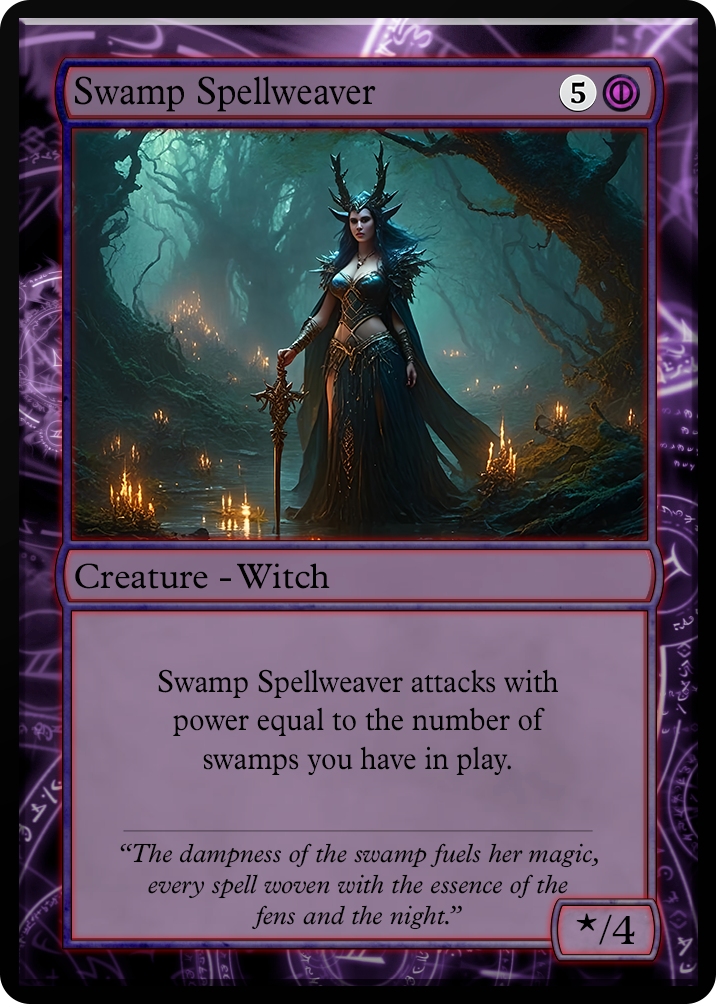 Swamp Spellweaver 5
Creature - Witch
Swamp Spellweaver attacks with
power equal to the number of
swamps you have in play.
“The dampness of the swamp fuels her magic,
every spell woven with the essence of the
fens and the night.”
★/4